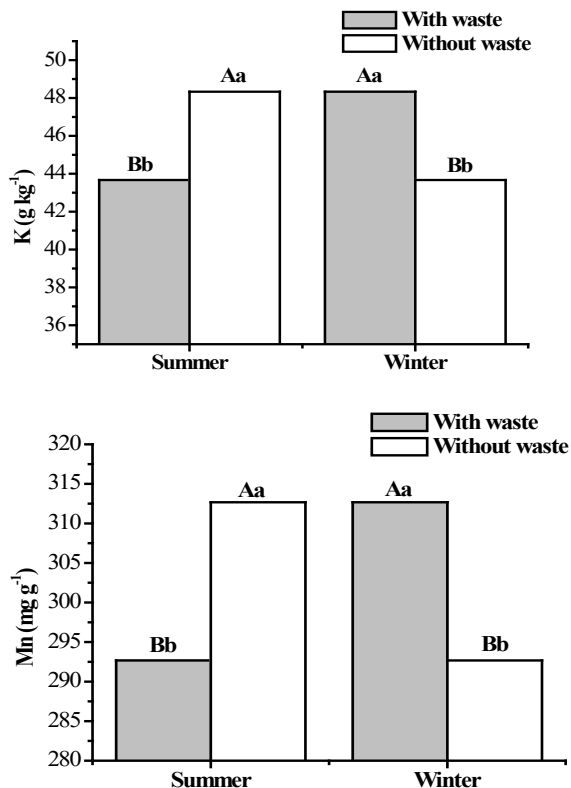 With waste
Without waste
50
48
46
44
42
40
38
36
K (g kg-1)
Aa
Aa
Bb
Bb
Summer
Winter
With waste
Without waste
320
315
310
305
300
295
290
285
280
Mn (mg g-1)
Aa
Aa
Bb
Bb
Summer
Winter